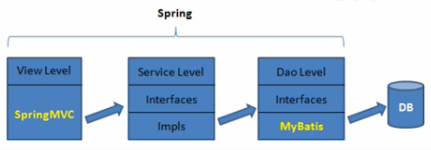 Spring
View Level
SpringMVC
Service Level
Interfaces
Impls
Dao Level
Interfaces
MyBatis
DB